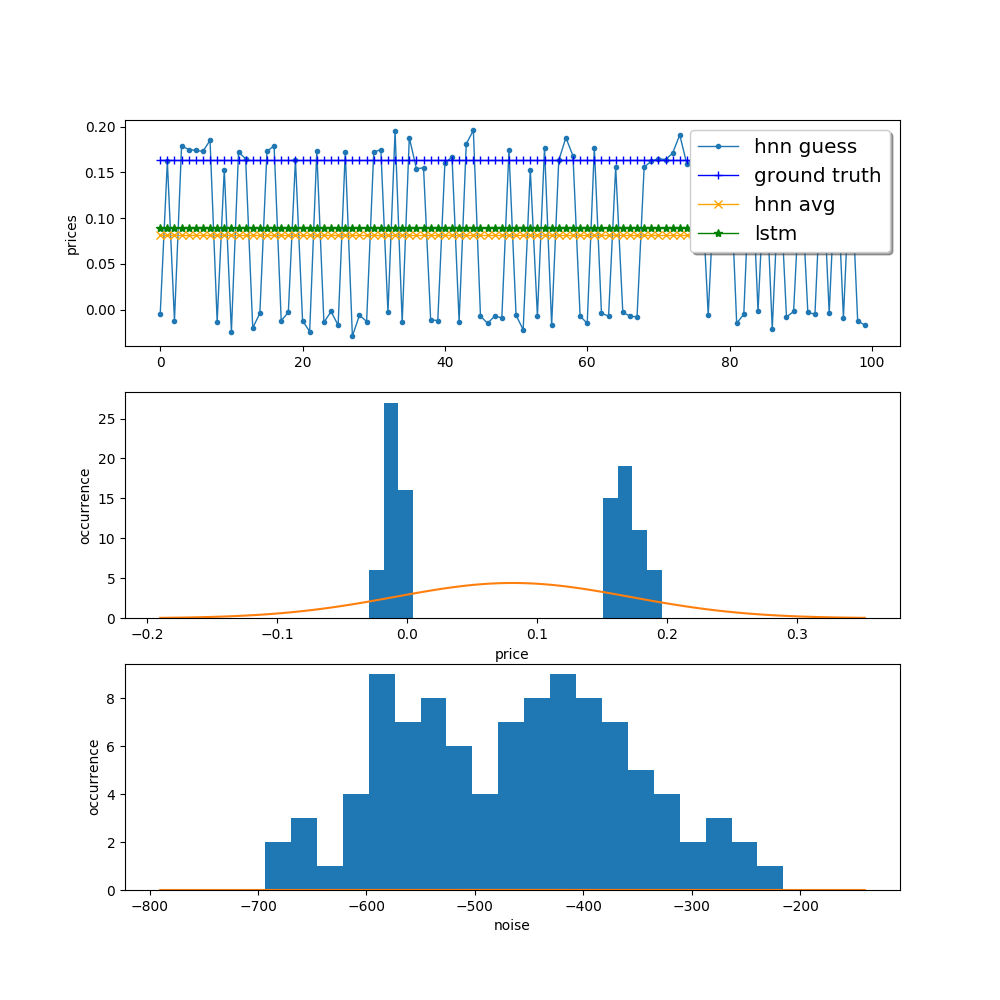 0.20
0.15
0.10
0.05
0.00
prices
hnn guess
ground truth
hnn avg
lstm
0 20 40 60 80 100
25
20
15
10
5
0
occurrence
−0.2 −0.1 0.0 0.1 0.2 0.3
price
8
6
4
2
0
occurrence
−800 −700 −600 −500 −400 −300 −200
noise